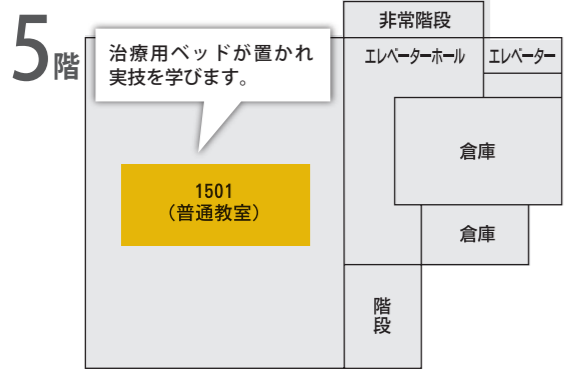 5階
治療用ベッドが置かれ
実技を学びます。
非常階段
エレベーターホール
エレベーター
倉庫
1501
（普通教室）
倉庫
階段